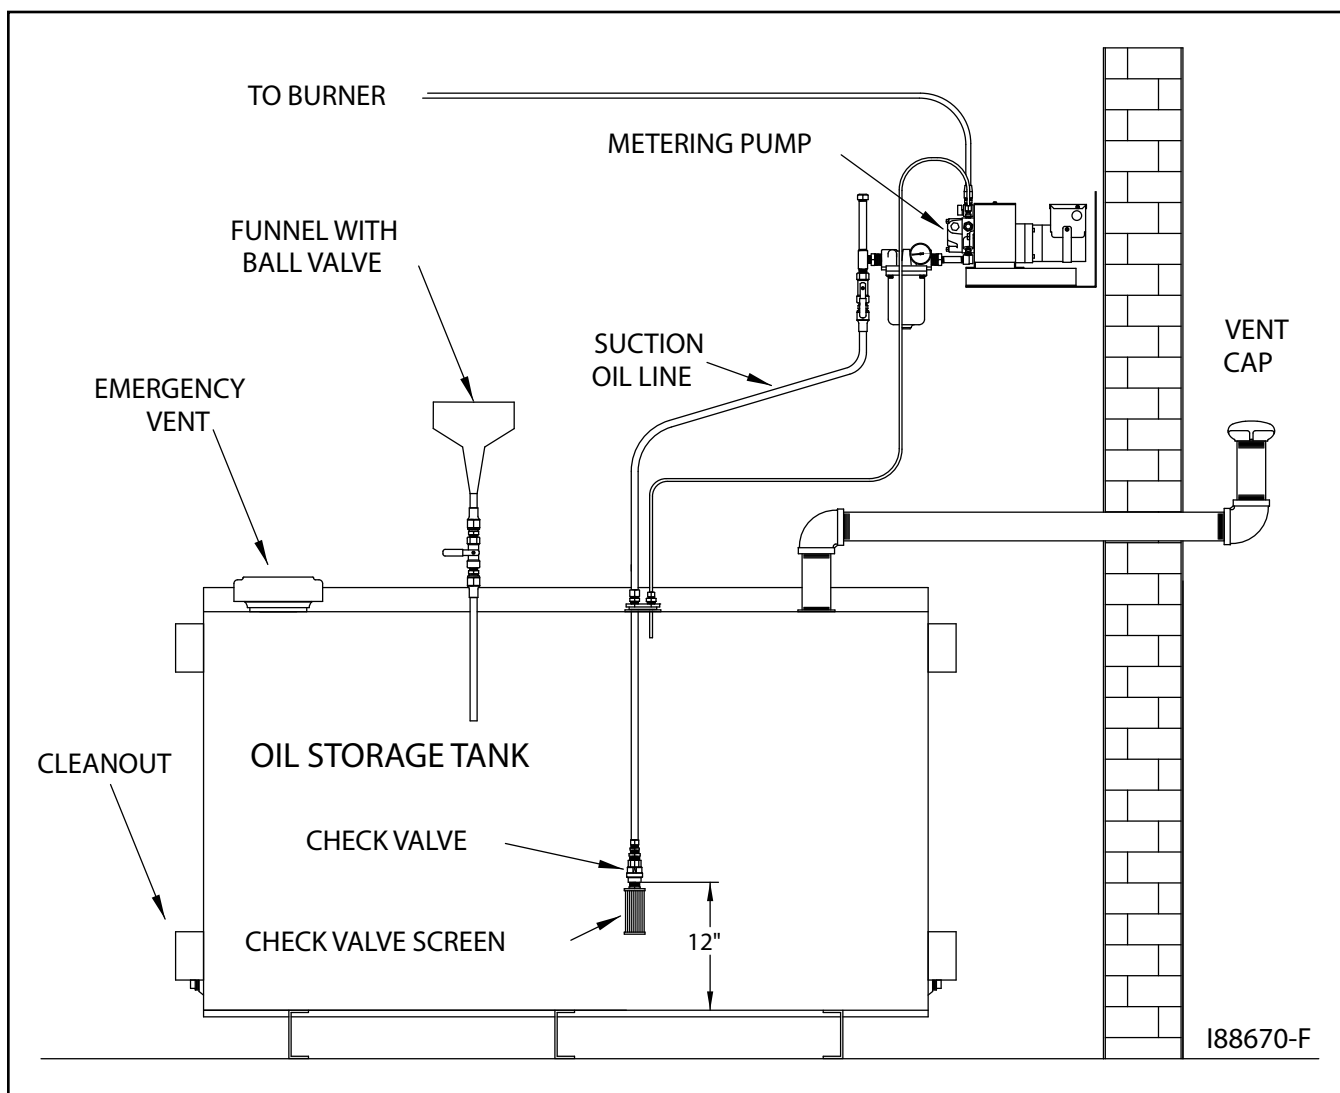 TO BURNER
METERING PUMP
FUNNEL WITH
BALL VALVE
SUCTION
OIL LINE
VENT
CAP
EMERGENCY
VENT
CLEANOUT
OIL STORAGE TANK
CHECK VALVE
CHECK VALVE SCREEN
12"
I88670-F